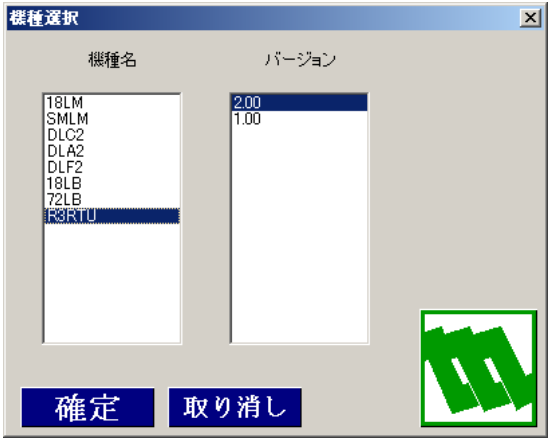 機種選択
機種名
バージョン
18LM
SMLM
DLC2
DLA2
DLF2
18LB
72LB
R3RTU
2.00
1.00
確定
取り消し